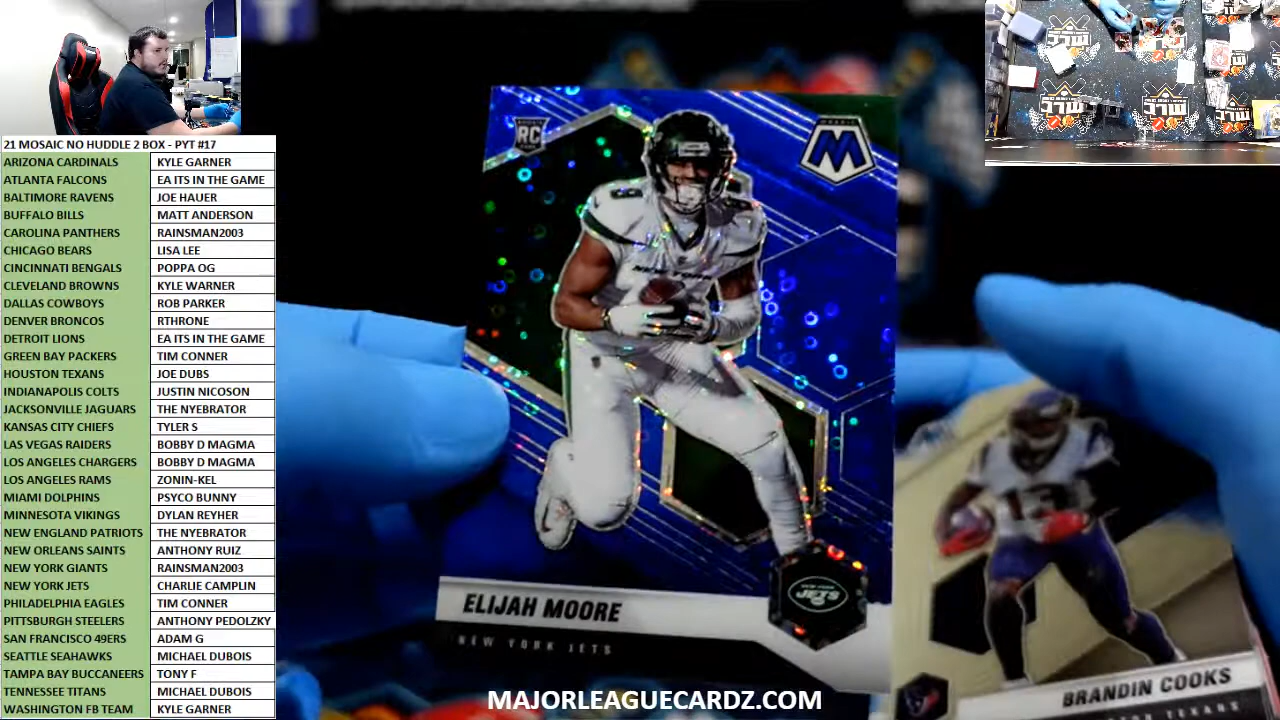 21 MOSAIC NO HUDDLE 2 BOX - PYT #17
ARIZONA CARDINALS KYLE GARNER
ATLANTA FALCONS EA ITS IN THE GAME
BALTIMORE RAVENS JOE HAUER
BUFFALO BILLS MATT ANDERSON
CAROLINA PANTHERS RAINSMAN2003
CHICAGO BEARS LISA LEE
CINCINNATI BENGALS POPPA OG
CLEVELAND BROWNS KYLE WARNER
DALLAS COWBOYS ROB PARKER
DENVER BRONCOS RTHRONE
DETROIT LIONS EA ITS IN THE GAME
GREEN BAY PACKERS TIM CONNER
HOUSTON TEXANS JOE DUBS
INDIANAPOLIS COLTS JUSTIN NICOSON
JACKSONVILLE JAGUARS THE NYEBRATOR
KANSAS CITY CHIEFS TYLER S
LAS VEGAS RAIDERS BOBBY D MAGMA
LOS ANGELES CHARGERS BOBBY D MAGMA
LOS ANGELES RAMS ZONIN-KEL
MIAMI DOLPHINS PSYCO BUNNY
MINNESOTA VIKINGS DYLAN REYHER
NEW ENGLAND PATRIOTS THE NYEBRATOR
NEW ORLEANS SAINTS ANTHONY RUIZ
NEW YORK GIANTS RAINSMAN2003
NEW YORK JETS CHARLIE CAMPLIN
PHILADELPHIA EAGLES TIM CONNER
PITTSBURGH STEELERS ANTHONY PEDOLZKY
SAN FRANCISCO 49ERS ADAM G
SEATTLE SEAHAWKS MICHAEL DUBOIS
TAMPA BAY BUCCANEERS TONY F
TENNESSEE TITANS MICHAEL DUBOIS
WASHINGTON FB TEAM KYLE GARNER
RC
MOSAIC
NEW YORK
8
JETS
ELIJAH MOORE
NEW YORK JETS
13
BRANDIN COOKS
TEXANS
MLC
MAJORLEAGUECARDZ.COM